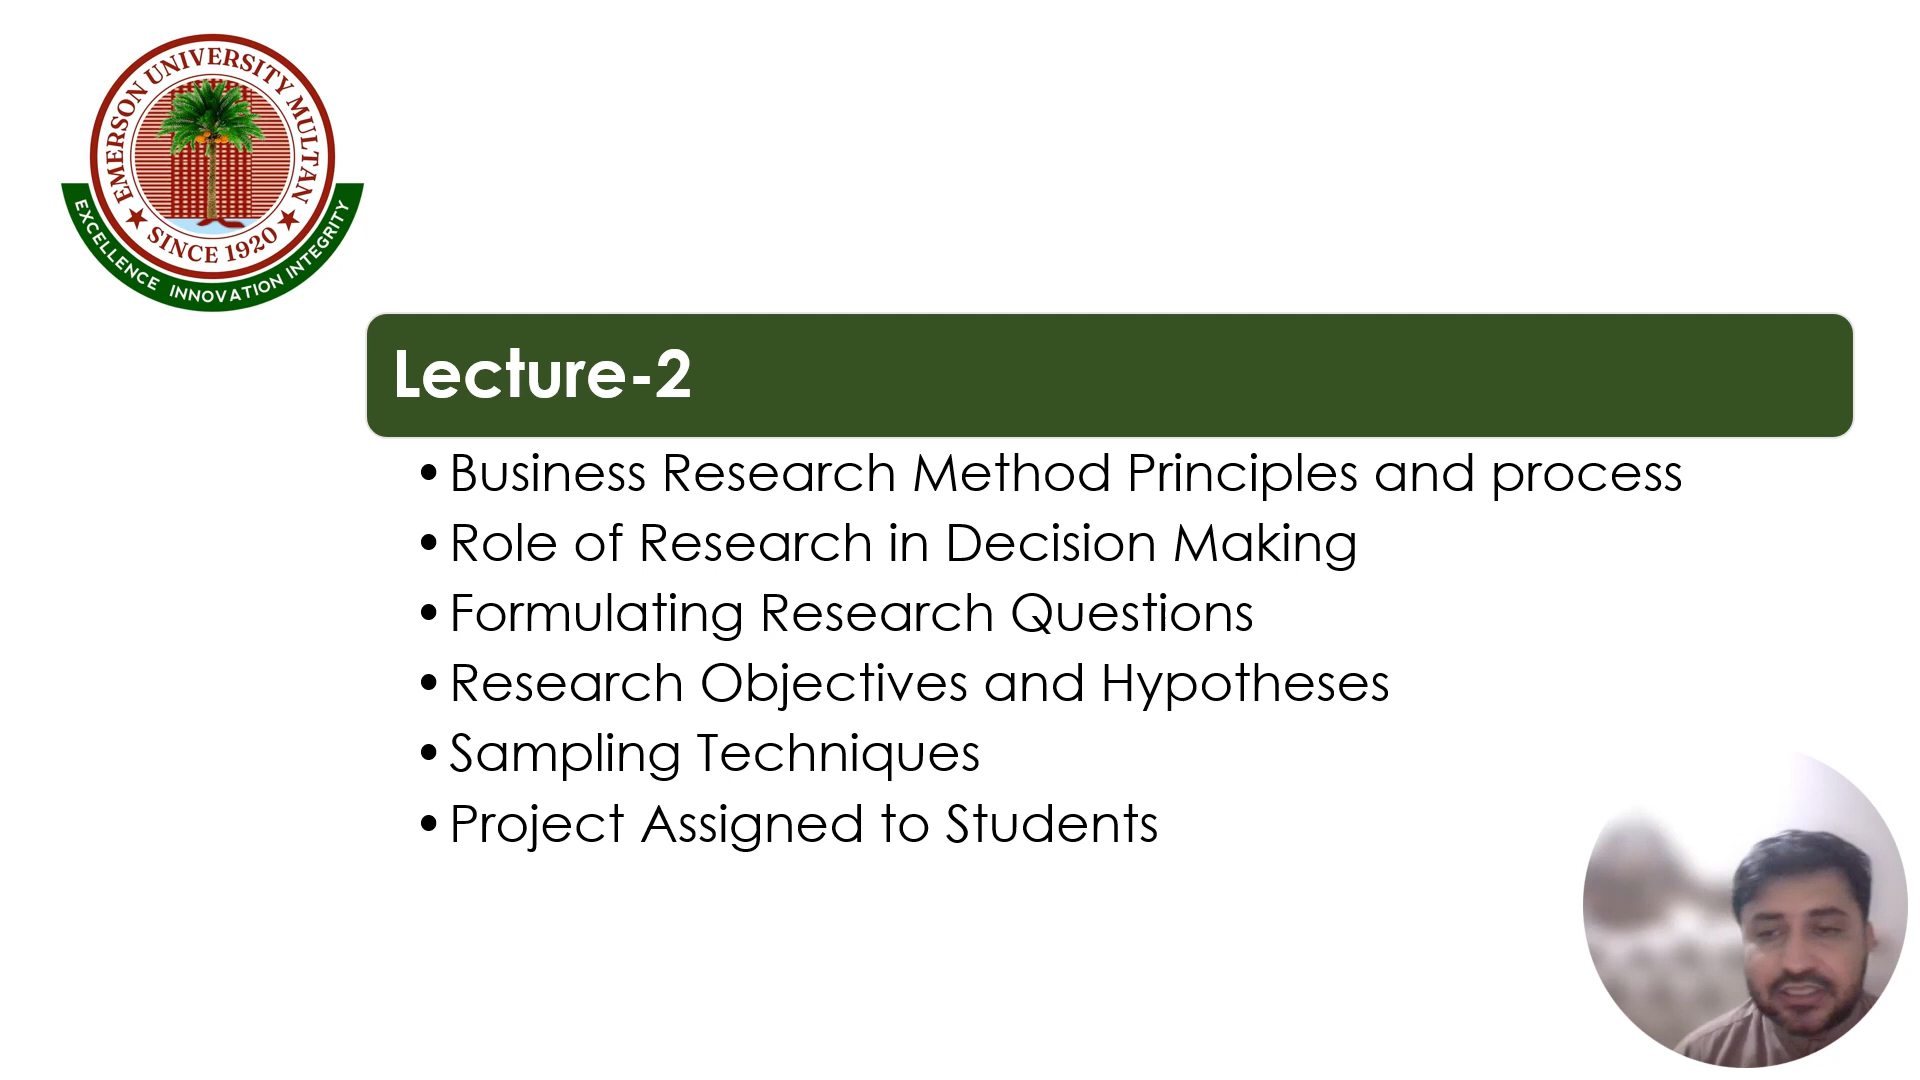 EMERSON UNIVERSITY MULTAN
SINCE 1920
EXCELLENCE INNOVATION INTEGRITY
Lecture-2
• Business Research Method Principles and process
• Role of Research in Decision Making
• Formulating Research Questions
• Research Objectives and Hypotheses
• Sampling Techniques
• Project Assigned to Students